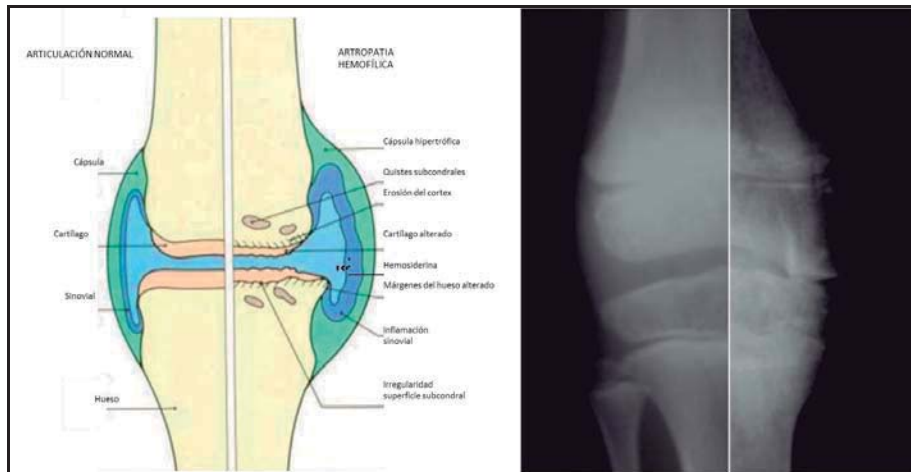 ARTICULACIÓN NORMAL
Cápsula
Cartílago
Sinovial
Hueso
ARTROPATIA
HEMOFÍLICA
Cápsula hipertrófica
Quistes subcondrales
Erosión del cortex
Cartílago alterado
Hemosiderina
Márgenes del hueso alterado
Inflamación
sinovial
Irregularidad
superficie subcondral